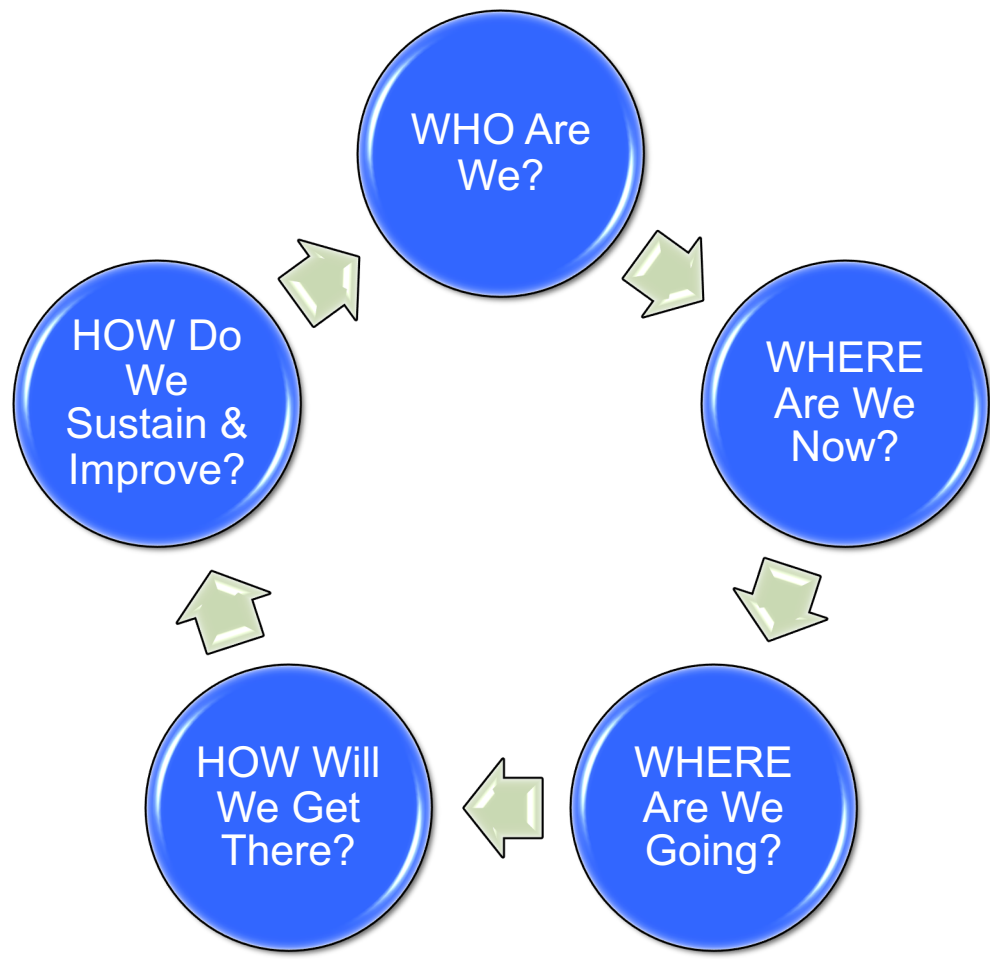 WHO Are
We?
WHERE
Are We
Now?
WHERE
Are We
Going?
HOW Will
We Get
There?
HOW Do
We
Sustain &
Improve?